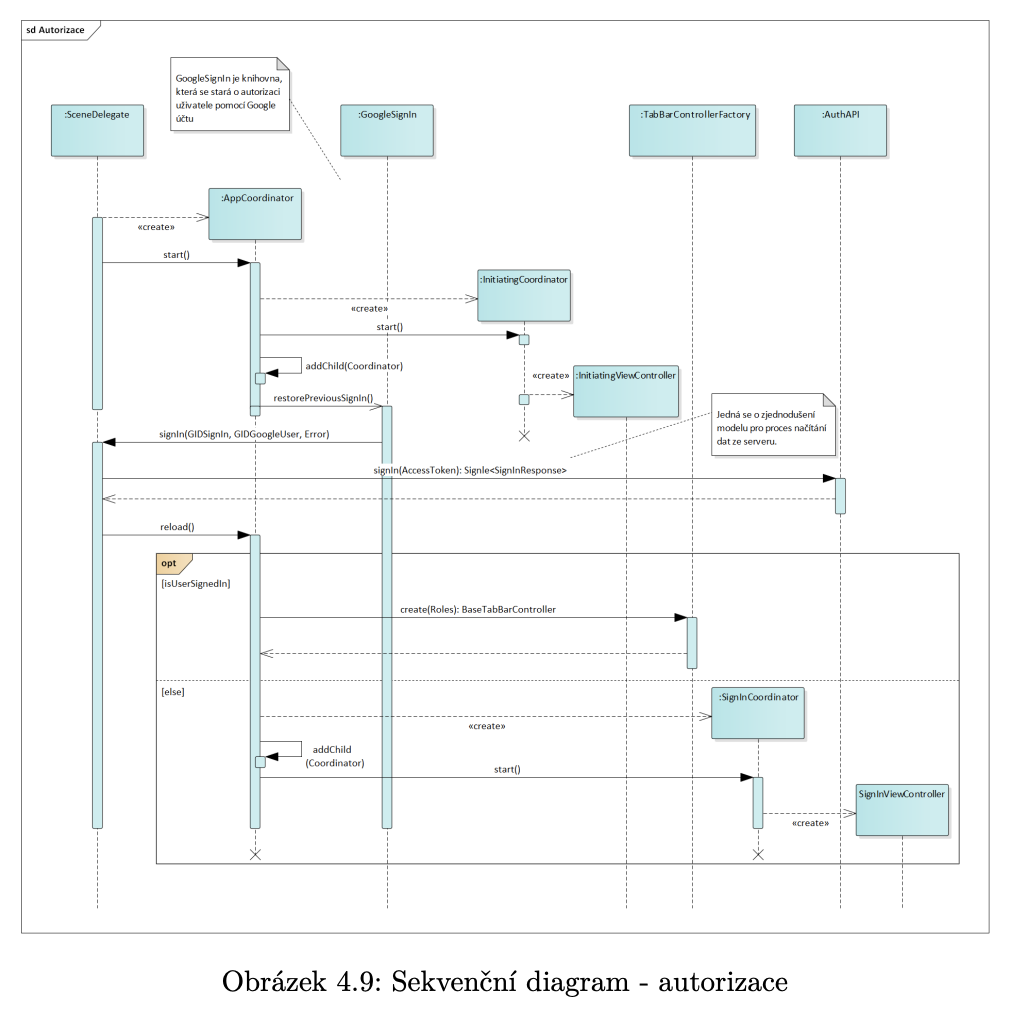 sd Autorizace
GoogleSignIn je knihovna,
která se stará o autorizaci
uživatele pomocí Google
účtu
:SceneDelegate
:GoogleSignIn
:TabBarControllerFactory
:AuthAPI
:AppCoordinator
«create»
start()
:InitiatingCoordinator
«create»
start()
addChild(Coordinator)
«create»
:InitiatingViewController
restorePreviousSignIn()
Jedná se o zjednodušení
modelu pro proces načítání
dat ze serveru.
signIn(GIDSignIn, GIDGoogleUser, Error)
signIn(AccessToken): Signle<SignInResponse>
reload()
opt
[isUserSignedIn]
create(Roles): BaseTabBarController
[else]
:SignInCoordinator
«create»
addChild
(Coordinator)
start()
SignInViewController
«create»
Obrázek 4.9: Sekvenční diagram - autorizace